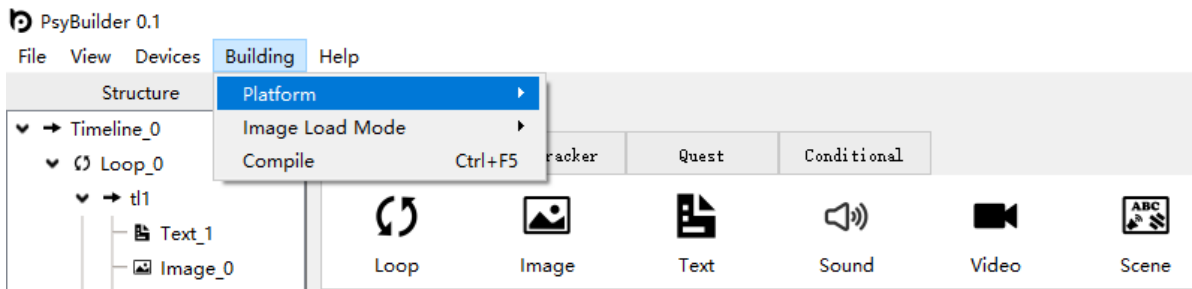 PsyBuilder 0.1
File View Devices Building Help
Structure
Platform
Timeline_0
Image Load Mode
Loop_0
Compile Ctrl+F5
Quest Conditional
tl1
Text_1
Image_0
ABC
Loop Image Text Sound Video Scene